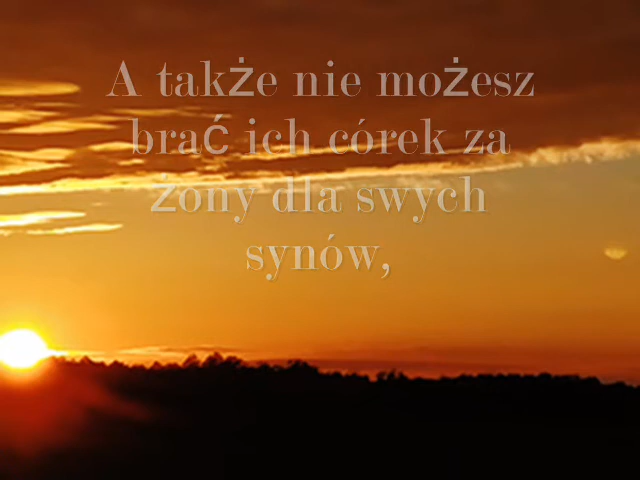 A także nie możesz
brać ich córek za
żony dla swych
synów,